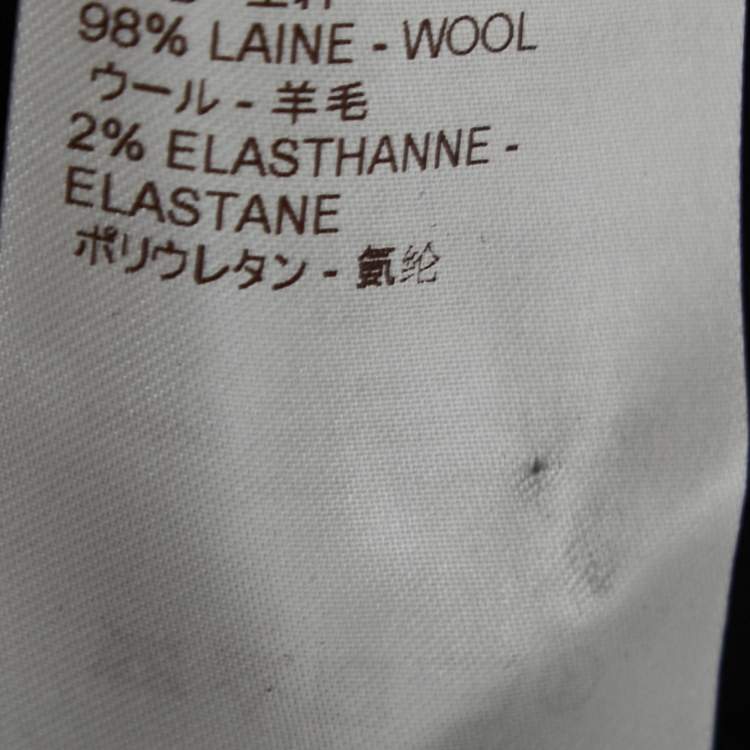 98% LAINE - WOOL
ウール - 羊毛
2% ELASTHANNE -
ELASTANE
ポリウレタン - 氨纶